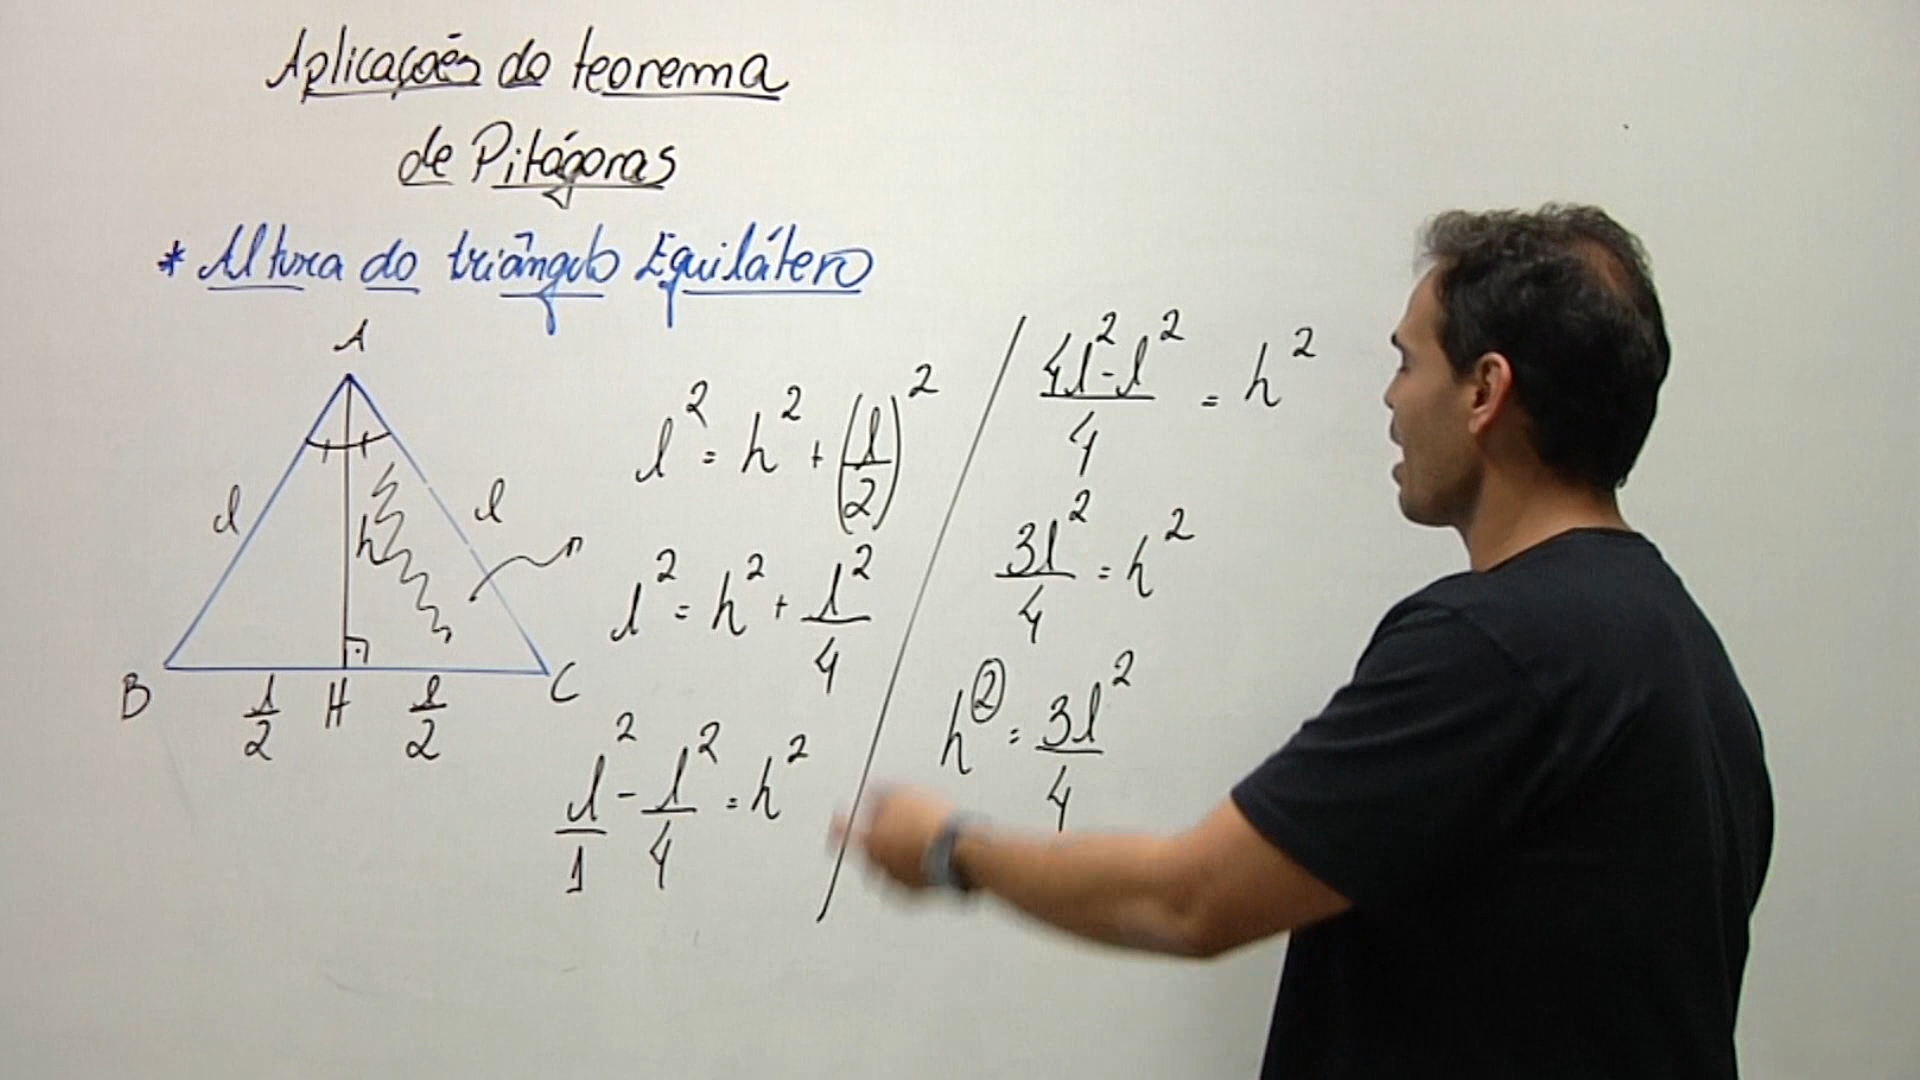 Aplicações do teorema
de Pitágoras
* Altura do triângulo Equilátero
A
l
l
h
B
l/2
H
l/2
C
l² = h² + (l/2)²
l² = h² + l²/4
l²/1 - l²/4 = h²
(4l² - l²)/4 = h²
3l²/4 = h²
h² = 3l²/4